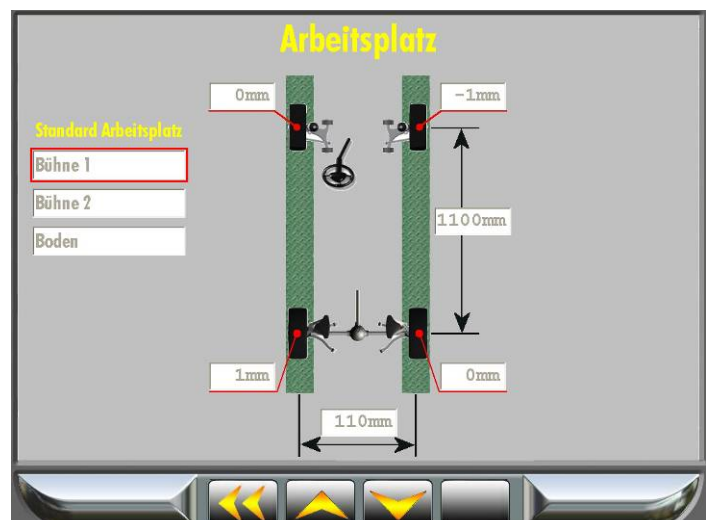 Arbeitsplatz
0mm
-1mm
Standard Arbeitsplatz
Bühne 1
Bühne 2
Boden
1100mm
1mm
0mm
110mm